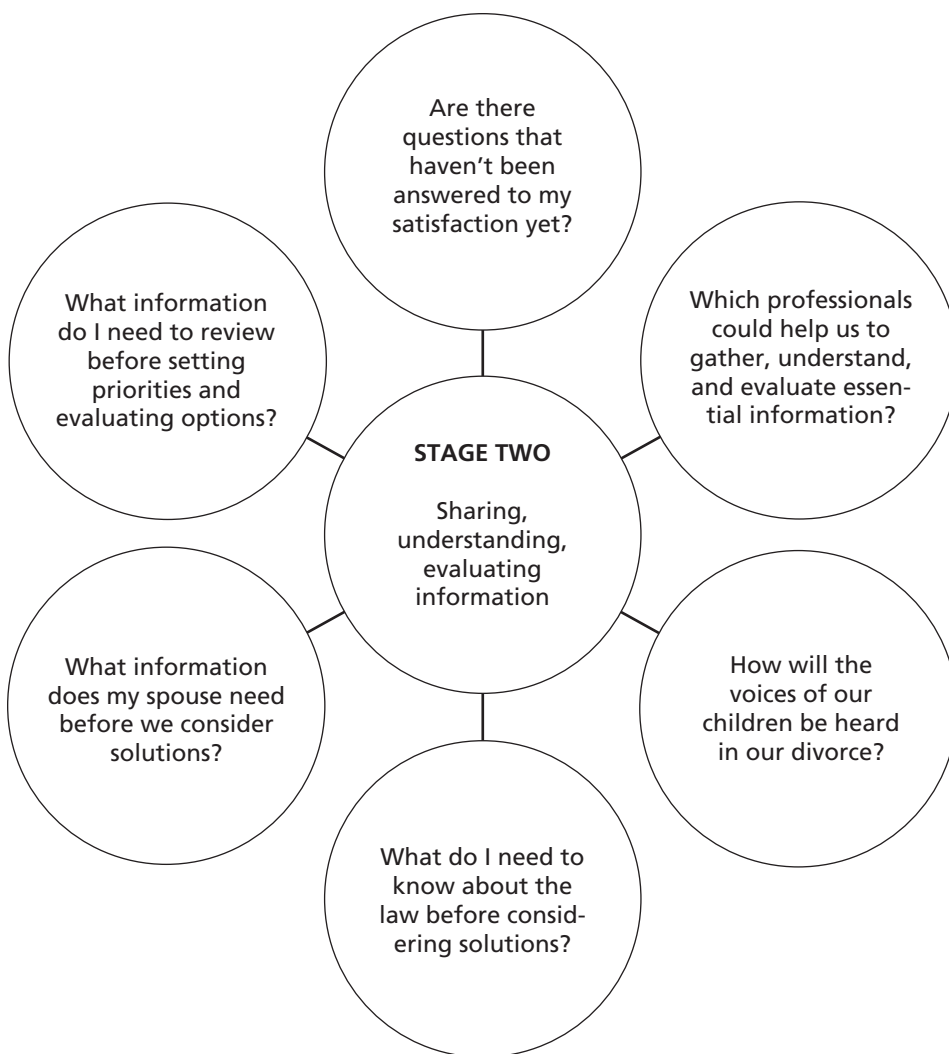 Are there
questions that
haven't been
answered to my
satisfaction yet?
Which professionals
could help us to
gather, understand,
and evaluate essen-
tial information?
How will the
voices of our
children be heard
in our divorce?
What do I need to
know about the
law before consid-
ering solutions?
What information
does my spouse need
before we consider
solutions?
What information
do I need to review
before setting
priorities and
evaluating options?
STAGE TWO
Sharing,
understanding,
evaluating
information